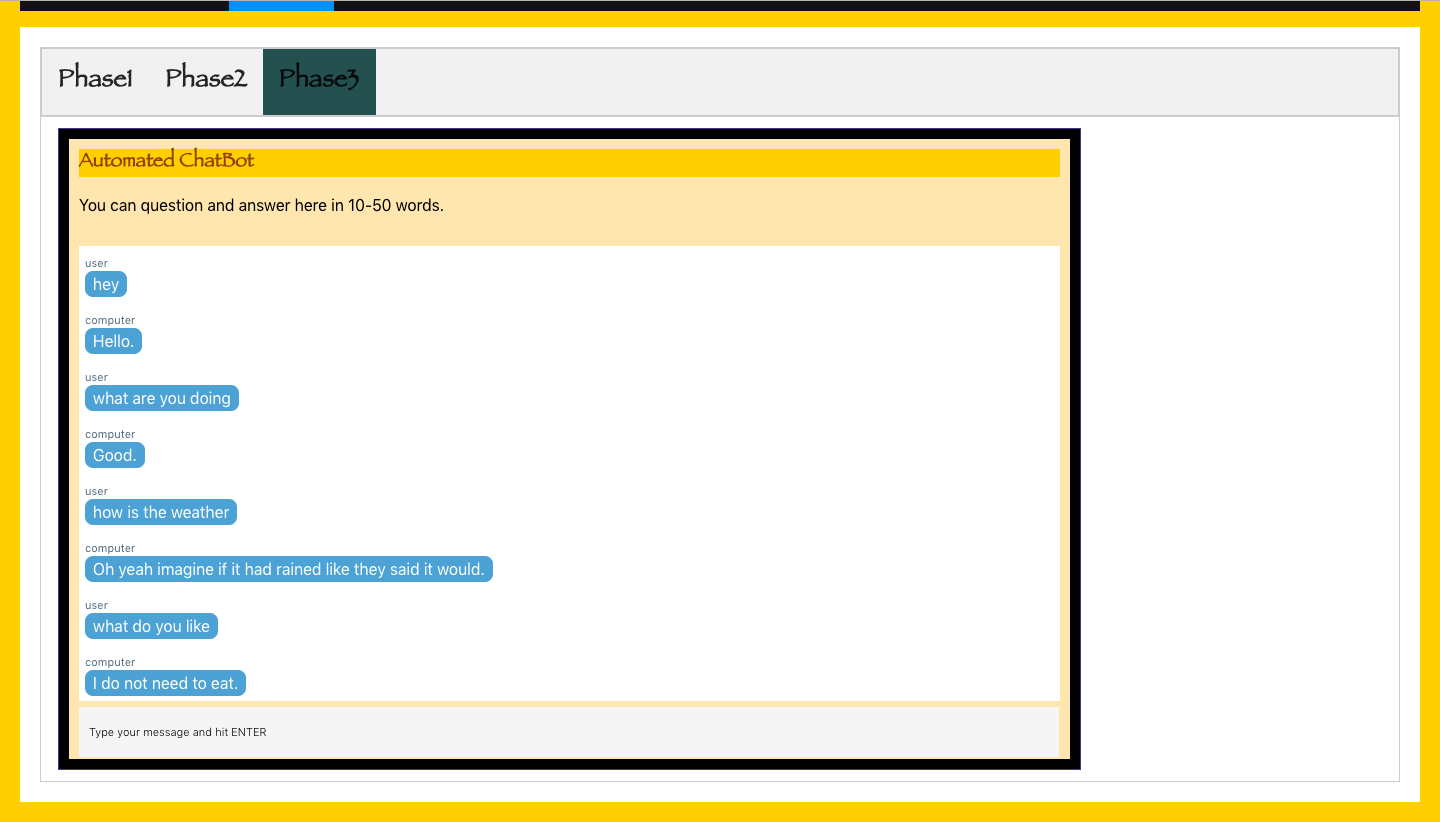 Phase1 Phase2 Phase3
Automated ChatBot
You can question and answer here in 10-50 words.
user
hey
computer
Hello.
user
what are you doing
computer
Good.
user
how is the weather
computer
Oh yeah imagine if it had rained like they said it would.
user
what do you like
computer
I do not need to eat.
Type your message and hit ENTER